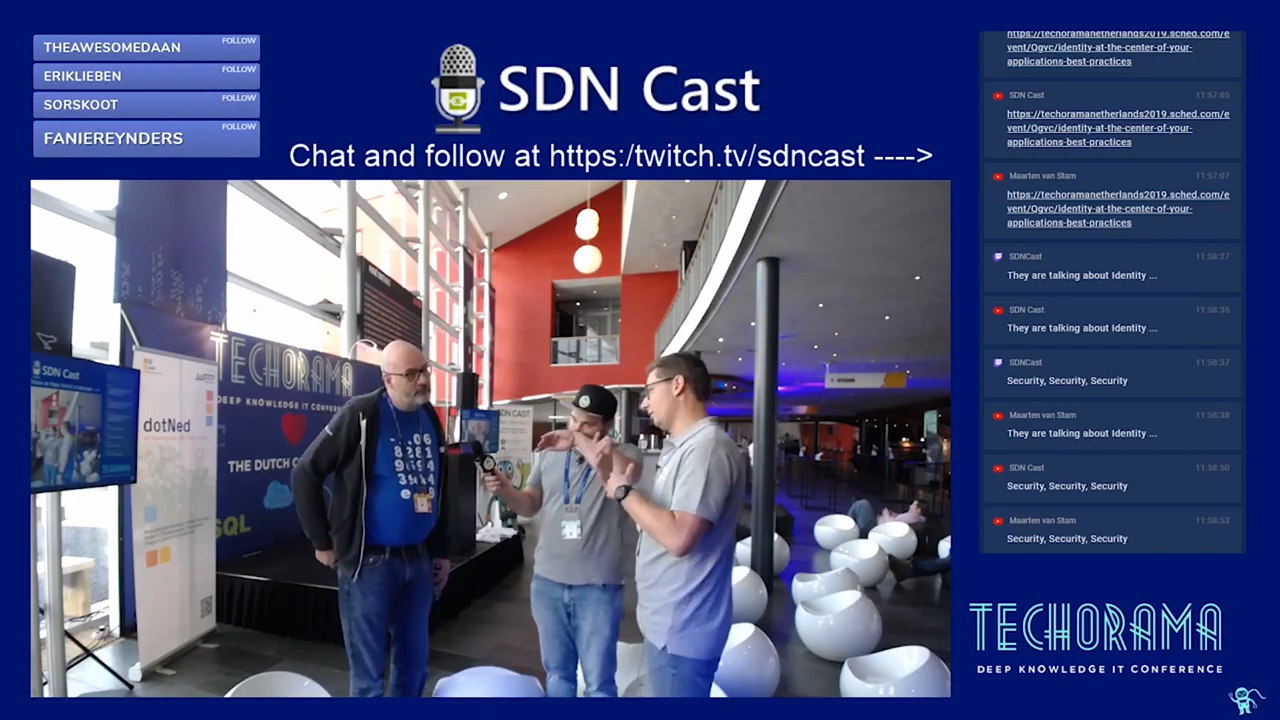 THEAWESOMEDAAN
FOLLOW
ERIKLIEBEN
FOLLOW
SORSKOOT
FOLLOW
FANIEREYNDERS
FOLLOW
SDN Cast
Chat and follow at https:/twitch.tv/sdncast ---->
https://techoramanetherlands2019.sched.com/e
vent/Qgvc/identity-at-the-center-of-your-
applications-best-practices
SDN Cast 11:57:05
https://techoramanetherlands2019.sched.com/e
vent/Qgvc/identity-at-the-center-of-your-
applications-best-practices
Maarten van Stam 11:57:07
https://techoramanetherlands2019.sched.com/e
vent/Qgvc/identity-at-the-center-of-your-
applications-best-practices
SDNCast 11:58:27
They are talking about Identity ...
SDN Cast 11:58:35
They are talking about Identity ...
SDNCast 11:58:37
Security, Security, Security
Maarten van Stam 11:58:38
They are talking about Identity ...
SDN Cast 11:58:50
Security, Security, Security
Maarten van Stam 11:58:53
Security, Security, Security
TECHORAMA
DEEP KNOWLEDGE IT CONFERENCE
SDN Cast
TECHORAMA
dotNed
TECHORAMA
DEEP KNOWLEDGE IT CONFERE
THE DUTCH
SQL
SDN CAST